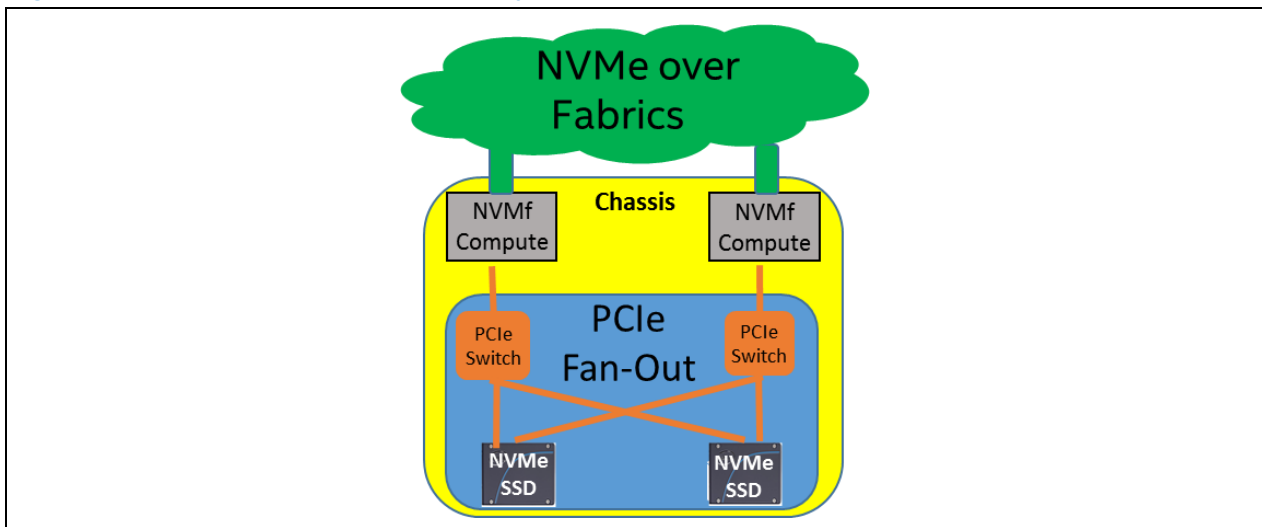 NVMe over
Fabrics
Chassis
NVMf
Compute
NVMf
Compute
PCIe
Fan-Out
PCIe
Switch
PCIe
Switch
NVMe
SSD
NVMe
SSD